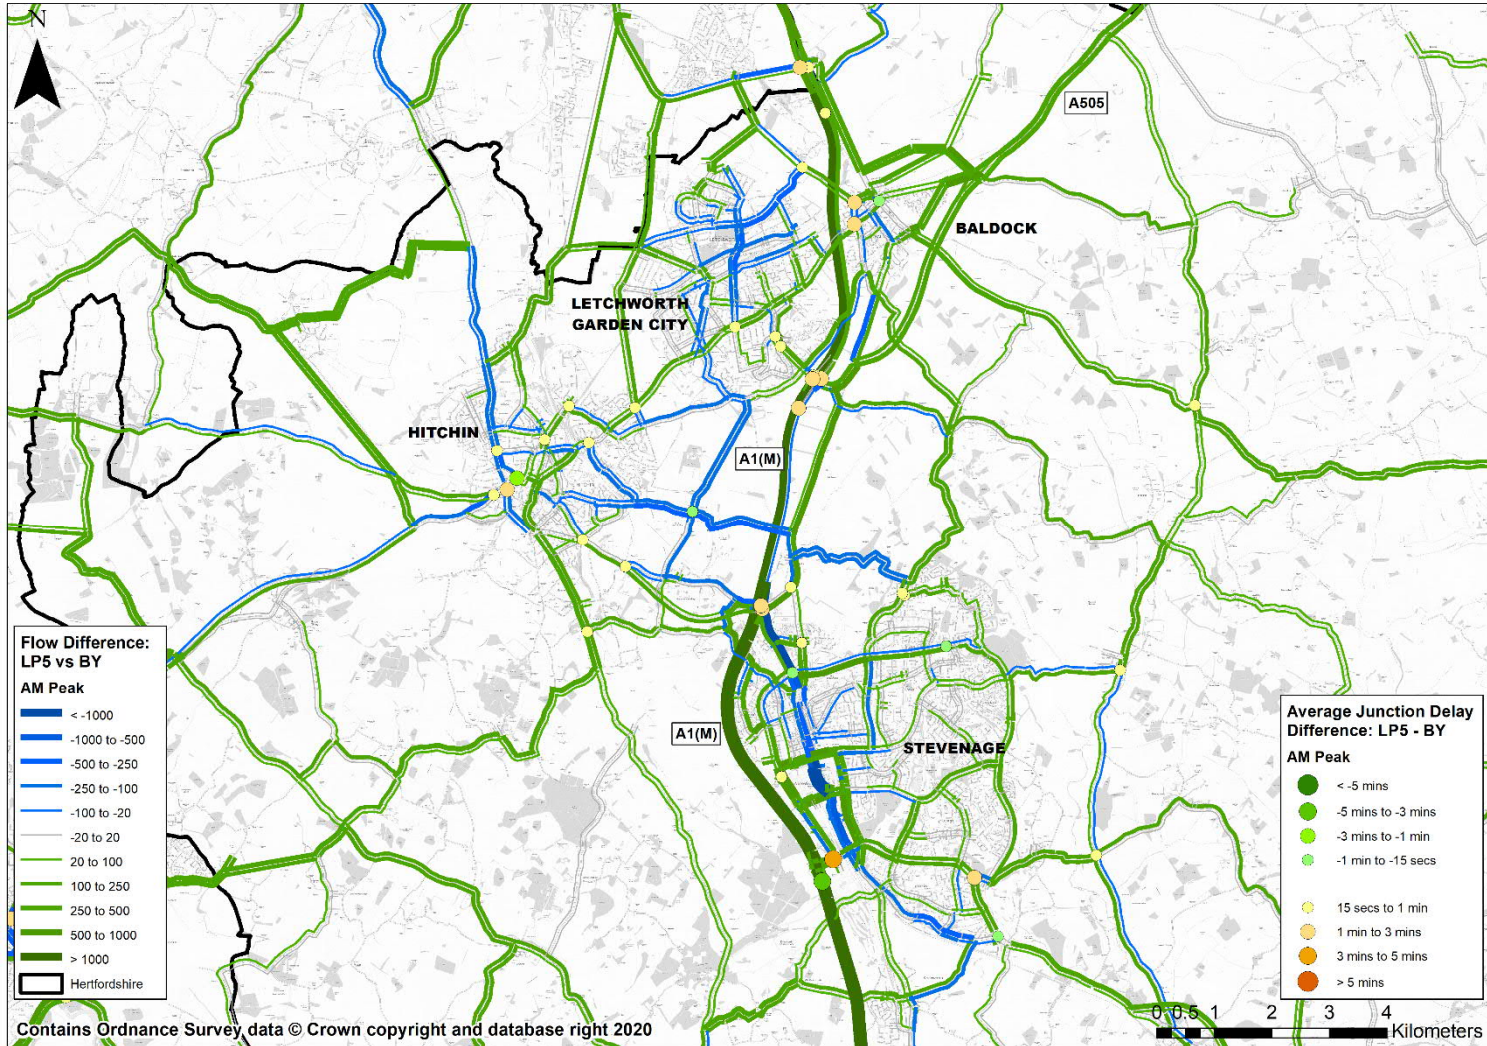 N
A505
BALDOCK
LETCHWORTH
GARDEN CITY
HITCHIN
A1(M)
A1(M)
STEVENAGE
Flow Difference:
LP5 vs BY
AM Peak
< -1000
-1000 to -500
-500 to -250
-250 to -100
-100 to -20
-20 to 20
20 to 100
100 to 250
250 to 500
500 to 1000
> 1000
Hertfordshire
Average Junction Delay
Difference: LP5 - BY
AM Peak
< -5 mins
-5 mins to -3 mins
-3 mins to -1 min
-1 min to -15 secs
15 secs to 1 min
1 min to 3 mins
3 mins to 5 mins
> 5 mins
0 0.5 1 2 3 4
Kilometers
Contains Ordnance Survey data © Crown copyright and database right 2020